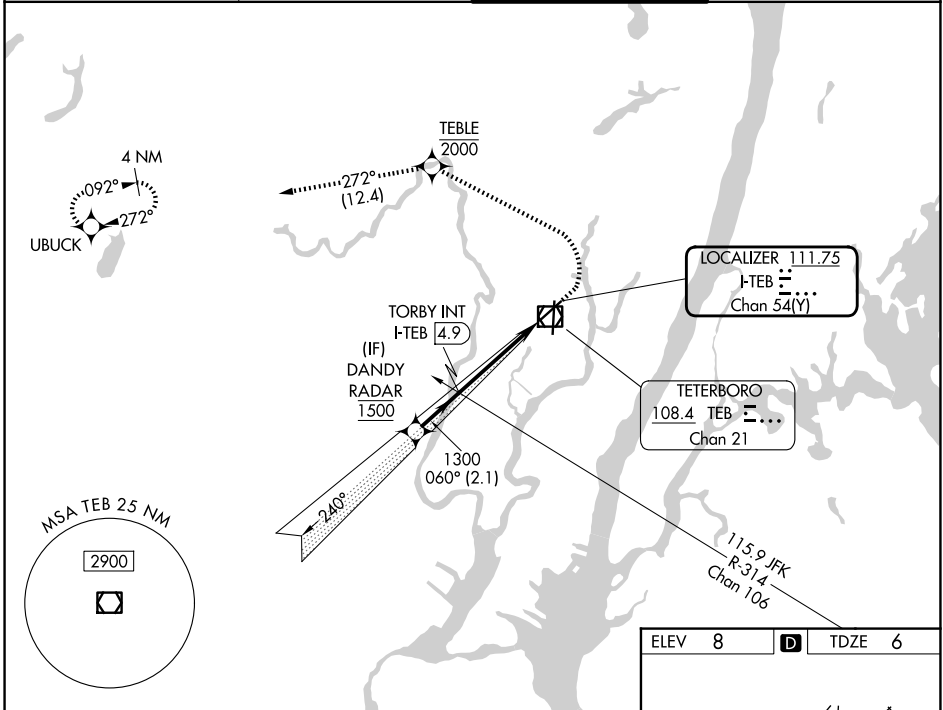 TEBLE
2000
4 NM
092°
272°
UBUCK
272°
(12.4)
LOCALIZER 111.75
I-TEB
Chan 54(Y)
TORBY INT
I-TEB 4.9
(IF)
DANDY
RADAR
1500
TETERBORO
108.4 TEB
Chan 21
1300
060° (2.1)
240°
MSA TEB 25 NM
2900
115.9 JFK
R-314
Chan 106
ELEV 8 D TDZE 6